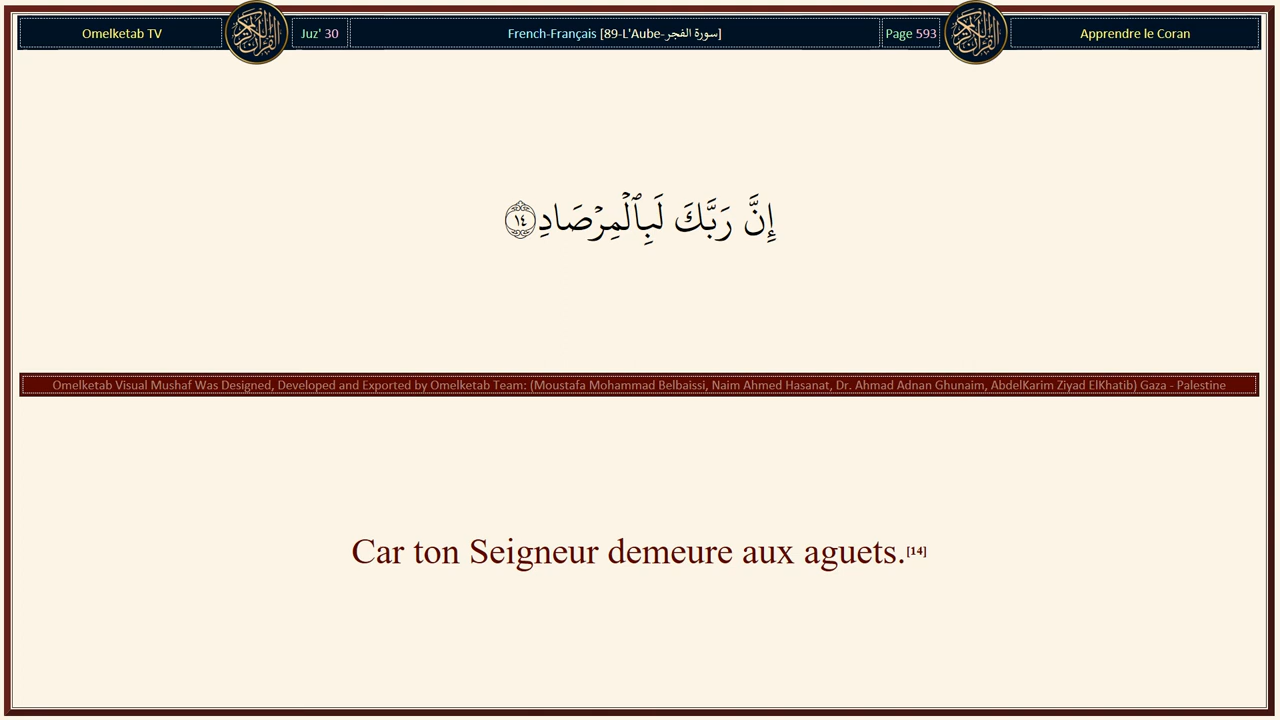 Omelketab TV
Juz' 30
French-Français [89-L'Aube-سورة الفجر]
Page 593
Apprendre le Coran
إِنَّ رَبَّكَ لَبِٱلۡمِرۡصَادِ ١٤
Omelketab Visual Mushaf Was Designed, Developed and Exported by Omelketab Team: (Moustafa Mohammad Belbaissi, Naim Ahmed Hasanat, Dr. Ahmad Adnan Ghunaim, AbdelKarim Ziyad ElKhatib) Gaza - Palestine
Car ton Seigneur demeure aux aguets.[14]